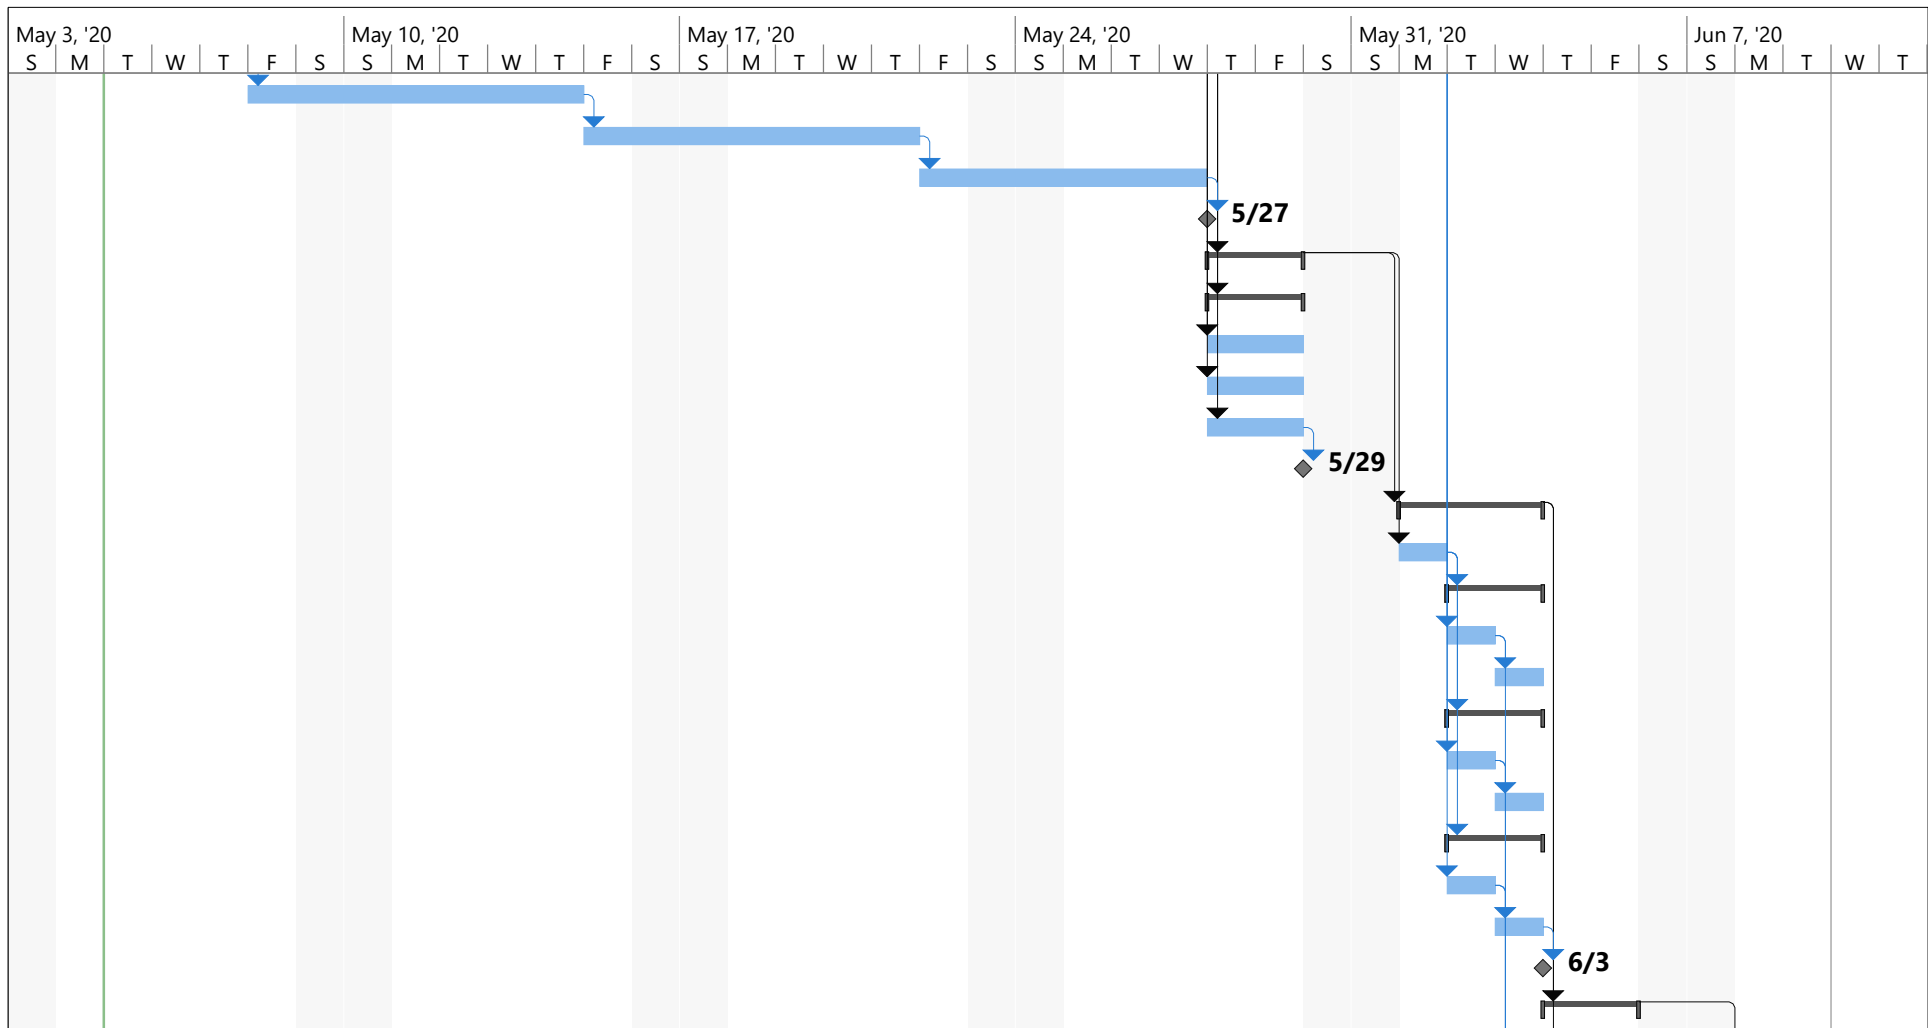 May 3, '20 May 10, '20 May 17, '20 May 24, '20 May 31, '20 Jun 7, '20
S M T W T F S S M T W T F S S M T W T F S S M T W T F S S M T W T F S S M T W T
5/27
5/29
6/3